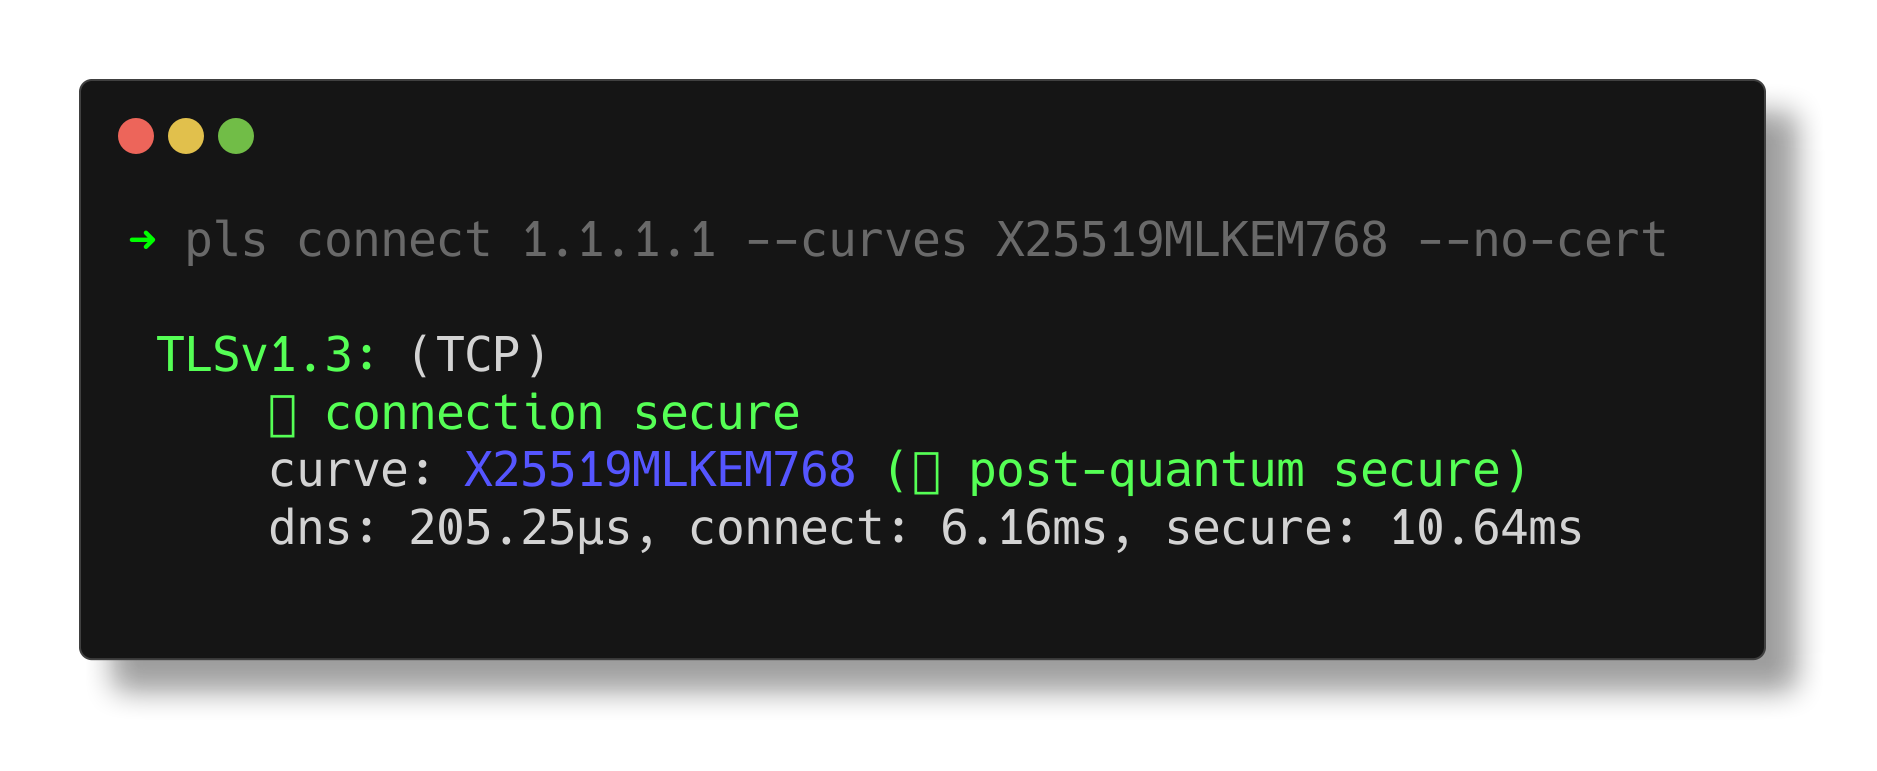 ➜ pls connect 1.1.1.1 --curves X25519MLKEM768 --no-cert
TLSv1.3: (TCP)
▯ connection secure
curve: X25519MLKEM768 (▯ post-quantum secure)
dns: 205.25µs, connect: 6.16ms, secure: 10.64ms